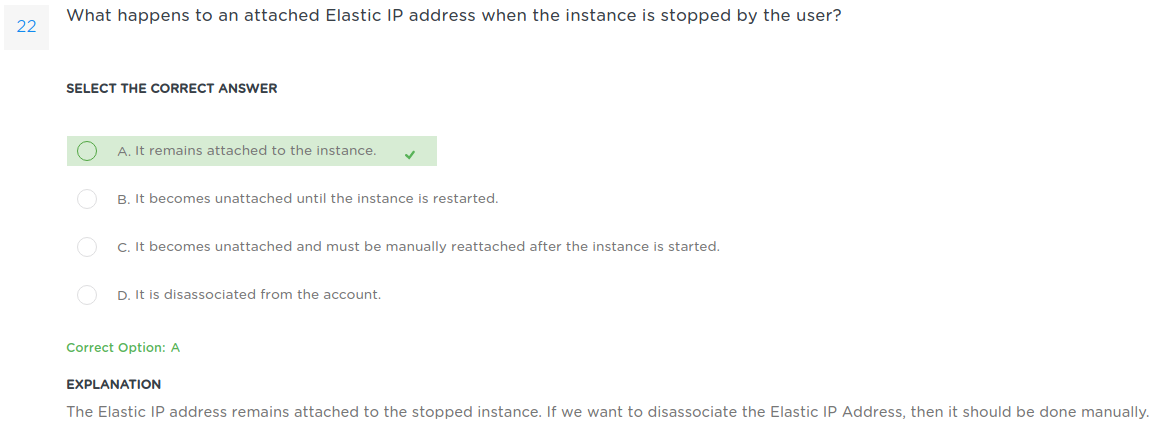 22
What happens to an attached Elastic IP address when the instance is stopped by the user?
SELECT THE CORRECT ANSWER
A. It remains attached to the instance.
B. It becomes unattached until the instance is restarted.
C. It becomes unattached and must be manually reattached after the instance is started.
D. It is disassociated from the account.
Correct Option: A
EXPLANATION
The Elastic IP address remains attached to the stopped instance. If we want to disassociate the Elastic IP Address, then it should be done manually.